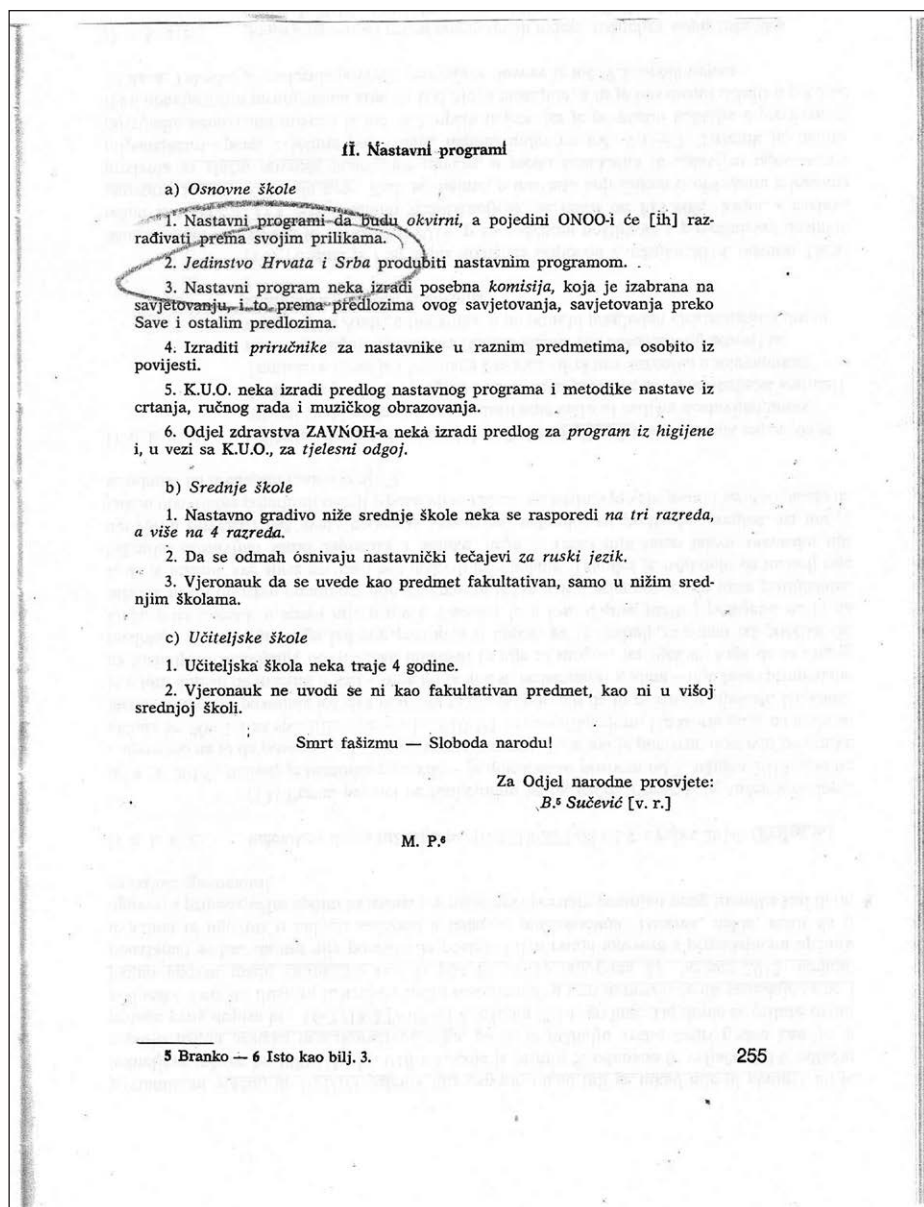 II. Nastavni programi
a) Osnovne škole
1. Nastavni programi da budu okvirni, a pojedini ONOO-i će [ih] raz-
rađivati prema svojim prilikama.
2. Jedinstvo Hrvata i Srba produbiti nastavnim programom.
3. Nastavni program neka izradi posebna komisija, koja je izabrana na
savjetovanju, i to prema predlozima ovog savjetovanja, savjetovanja preko
Save i ostalim predlozima.
4. Izraditi priručnike za nastavnike u raznim predmetima, osobito iz
povijesti.
5. K.U.O. neka izradi predlog nastavnog programa i metodike nastave iz
crtanja, ručnog rada i muzičkog obrazovanja.
6. Odjel zdravstva ZAVNOH-a neka izradi predlog za program iz higijene
i, u vezi sa K.U.O., za tjelesni odgoj.
b) Srednje škole
1. Nastavno gradivo niže srednje škole neka se rasporedi na tri razreda,
a više na 4 razreda.
2. Da se odmah osnivaju nastavnički tečajevi za ruski jezik.
3. Vjeronauk da se uvede kao predmet fakultativan, samo u nižim sred-
njim školama.
c) Učiteljske škole
1. Učiteljska škola neka traje 4 godine.
2. Vjeronauk ne uvodi se ni kao fakultativan predmet, kao ni u višoj
srednjoj školi.
Smrt fašizmu — Sloboda narodu!
Za Odjel narodne prosvjete:
B.⁵ Sučević [v. r.]
M. P.⁶
5 Branko — 6 Isto kao bilj. 3.
255